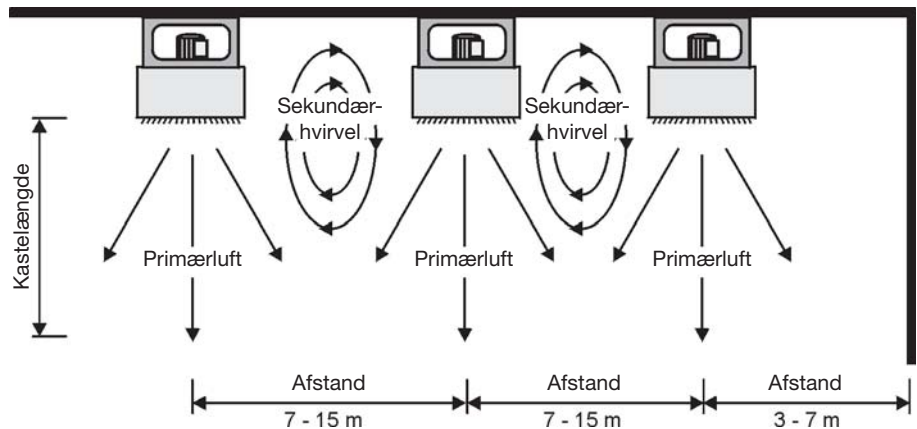 Sekundær-
hvirvel
Sekundær-
hvirvel
Kastelængde
Primærluft
Primærluft
Primærluft
Afstand
7 - 15 m
Afstand
7 - 15 m
Afstand
3 - 7 m